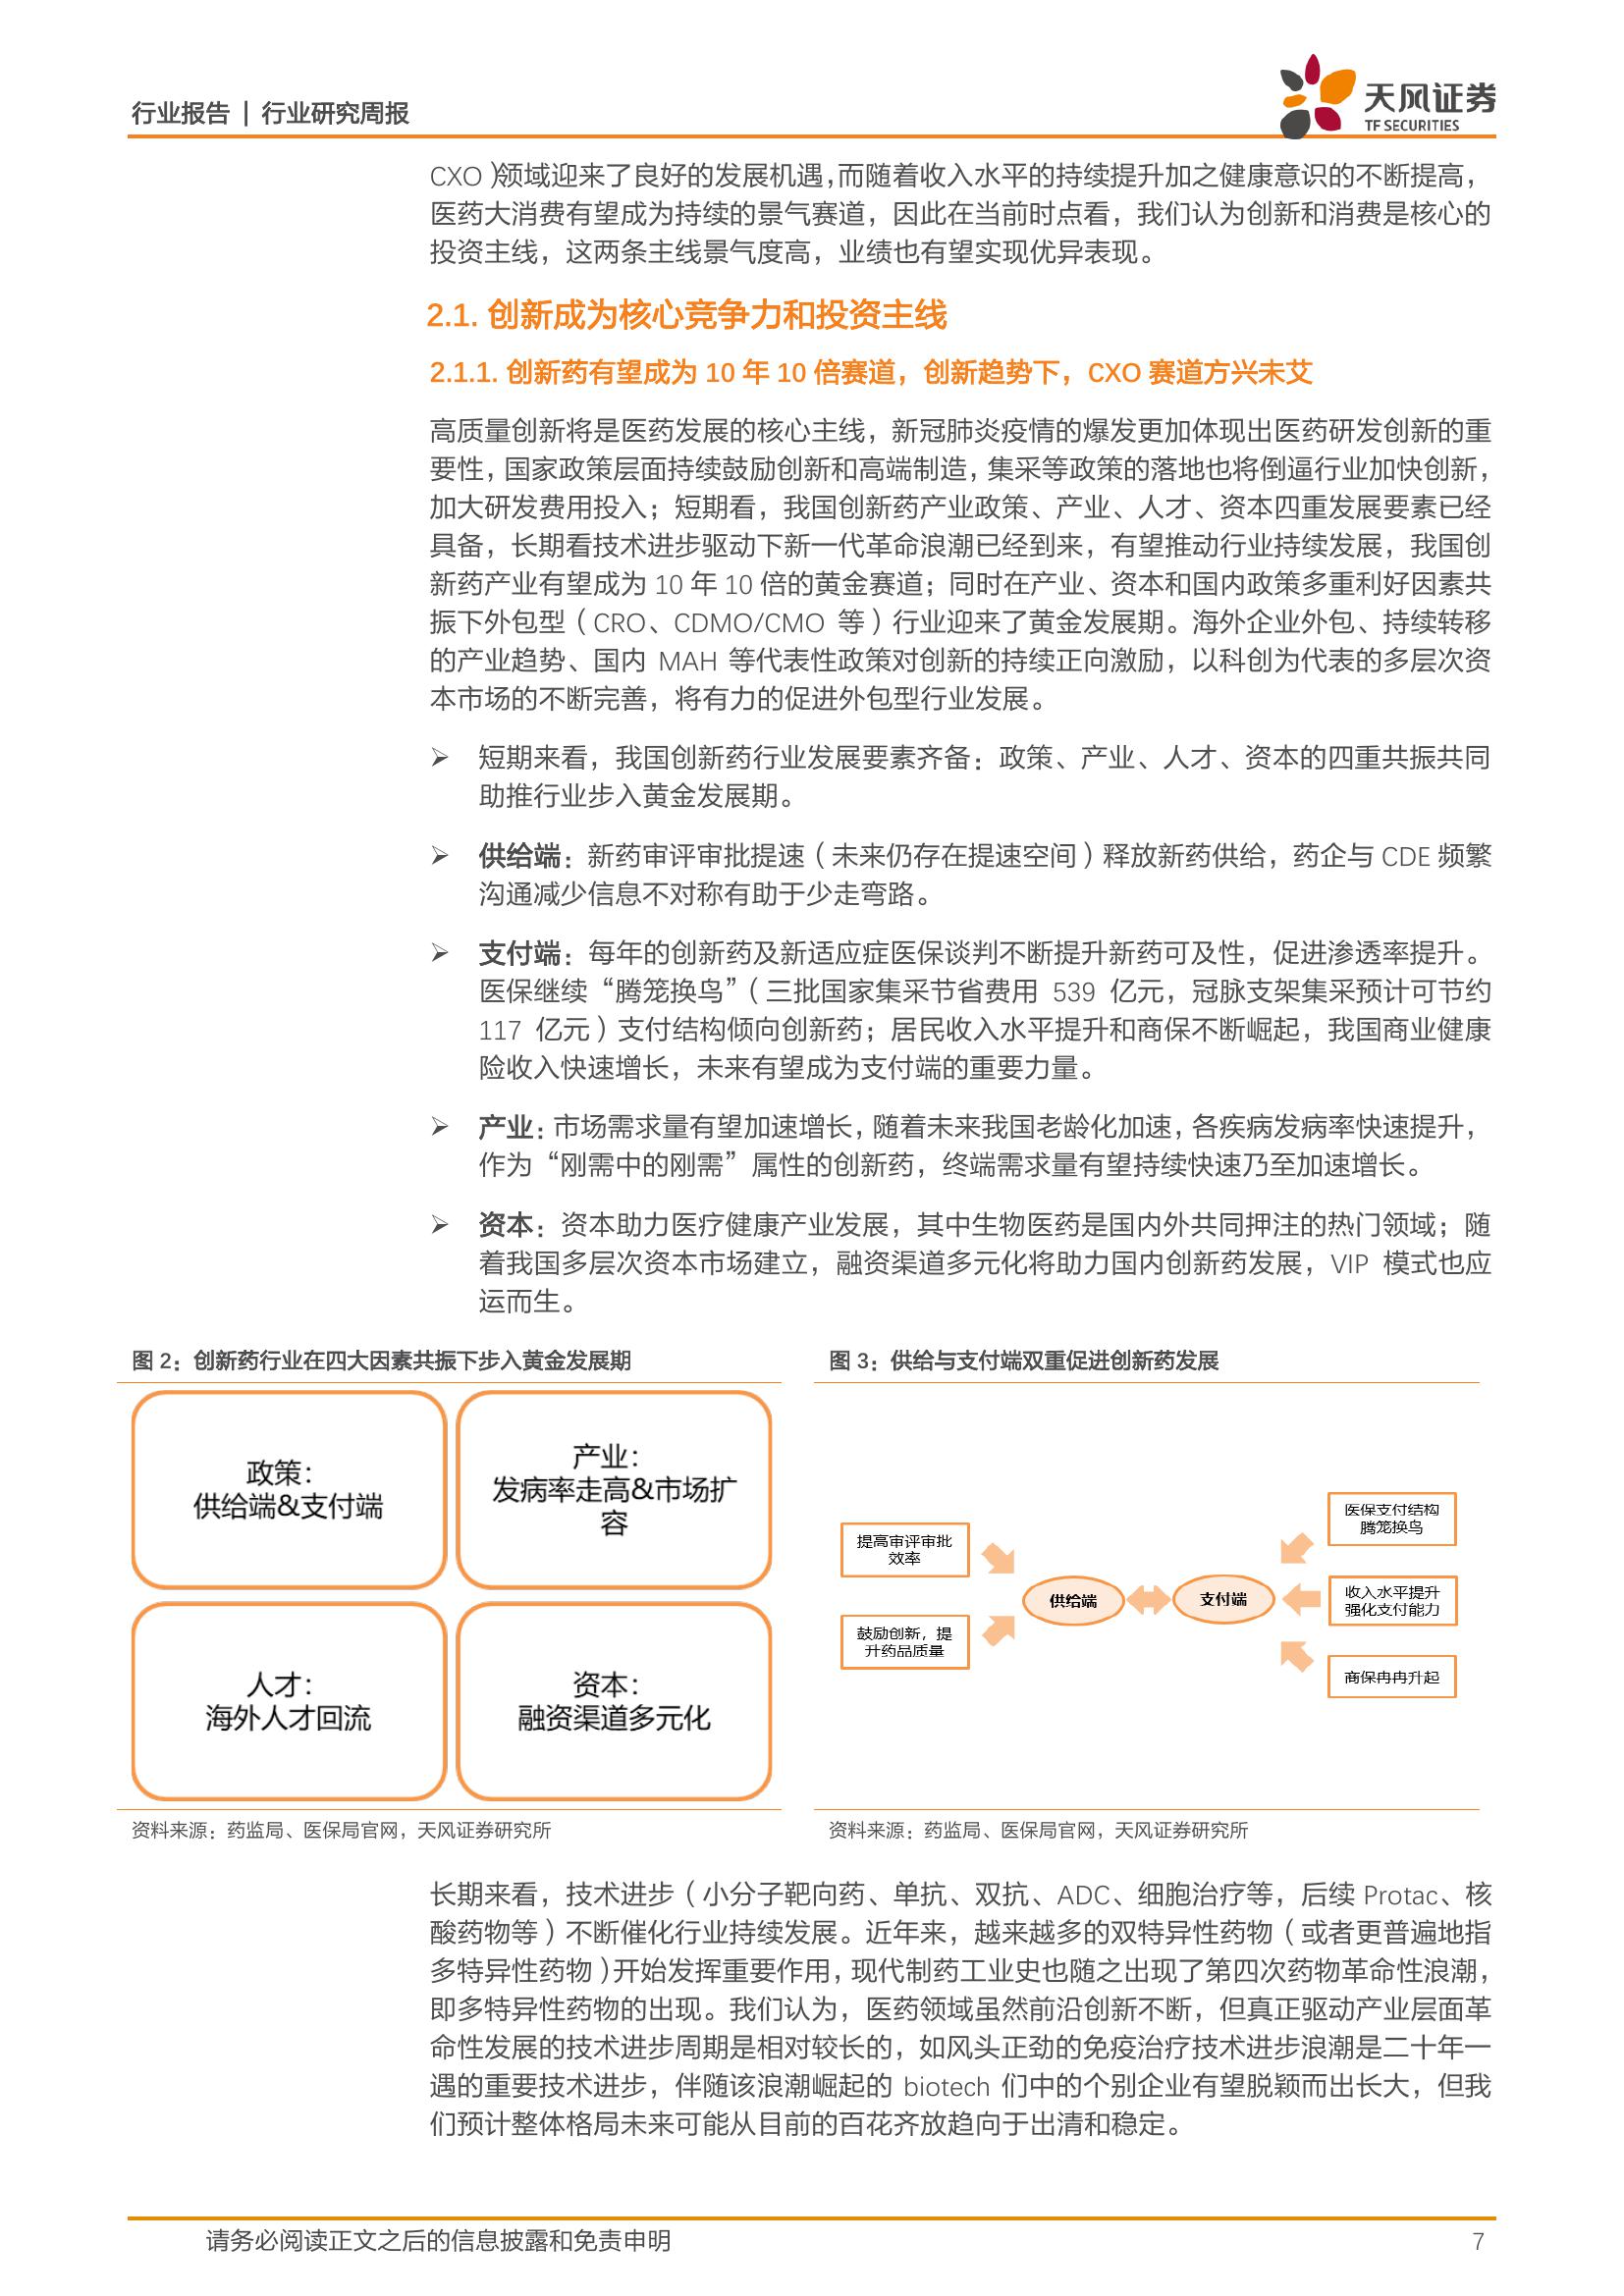 行业报告 | 行业研究周报
天风证券
TF SECURITIES
CXO）领域迎来了良好的发展机遇，而随着收入水平的持续提升加之健康意识的不断提高，
医药大消费有望成为持续的景气赛道，因此在当前时点看，我们认为创新和消费是核心的
投资主线，这两条主线景气度高，业绩也有望实现优异表现。
2.1. 创新成为核心竞争力和投资主线
2.1.1. 创新药有望成为 10 年 10 倍赛道，创新趋势下，CXO 赛道方兴未艾
高质量创新将是医药发展的核心主线，新冠肺炎疫情的爆发更加体现出医药研发创新的重
要性，国家政策层面持续鼓励创新和高端制造，集采等政策的落地也将倒逼行业加快创新，
加大研发费用投入；短期看，我国创新药产业政策、产业、人才、资本四重发展要素已经
具备，长期看技术进步驱动下新一代革命浪潮已经到来，有望推动行业持续发展，我国创
新药产业有望成为 10 年 10 倍的黄金赛道；同时在产业、资本和国内政策多重利好因素共
振下外包型（CRO、CDMO/CMO 等）行业迎来了黄金发展期。海外企业外包、持续转移
的产业趋势、国内 MAH 等代表性政策对创新的持续正向激励，以科创为代表的多层次资
本市场的不断完善，将有力的促进外包型行业发展。
➢ 短期来看，我国创新药行业发展要素齐备：政策、产业、人才、资本的四重共振共同
助推行业步入黄金发展期。
➢ 供给端：新药审评审批提速（未来仍存在提速空间）释放新药供给，药企与 CDE 频繁
沟通减少信息不对称有助于少走弯路。
➢ 支付端：每年的创新药及新适应症医保谈判不断提升新药可及性，促进渗透率提升。
医保继续“腾笼换鸟”（三批国家集采节省费用 539 亿元，冠脉支架集采预计可节约
117 亿元）支付结构倾向创新药；居民收入水平提升和商保不断崛起，我国商业健康
险收入快速增长，未来有望成为支付端的重要力量。
➢ 产业：市场需求量有望加速增长，随着未来我国老龄化加速，各疾病发病率快速提升，
作为“刚需中的刚需”属性的创新药，终端需求量有望持续快速乃至加速增长。
➢ 资本：资本助力医疗健康产业发展，其中生物医药是国内外共同押注的热门领域；随
着我国多层次资本市场建立，融资渠道多元化将助力国内创新药发展，VIP 模式也应
运而生。
图 2：创新药行业在四大因素共振下步入黄金发展期
政策：
供给端&支付端
产业：
发病率走高&市场扩
容
人才：
海外人才回流
资本：
融资渠道多元化
资料来源：药监局、医保局官网，天风证券研究所
图 3：供给与支付端双重促进创新药发展
提高审评审批
效率
鼓励创新，提
升药品质量
供给端
支付端
医保支付结构
腾笼换鸟
收入水平提升
强化支付能力
商保冉冉升起
资料来源：药监局、医保局官网，天风证券研究所
长期来看，技术进步（小分子靶向药、单抗、双抗、ADC、细胞治疗等，后续 Protac、核
酸药物等）不断催化行业持续发展。近年来，越来越多的双特异性药物（或者更普遍地指
多特异性药物）开始发挥重要作用，现代制药工业史也随之出现了第四次药物革命性浪潮，
即多特异性药物的出现。我们认为，医药领域虽然前沿创新不断，但真正驱动产业层面革
命性发展的技术进步周期是相对较长的，如风头正劲的免疫治疗技术进步浪潮是二十年一
遇的重要技术进步，伴随该浪潮崛起的 biotech 们中的个别企业有望脱颖而出长大，但我
们预计整体格局未来可能从目前的百花齐放趋向于出清和稳定。
请务必阅读正文之后的信息披露和免责申明
7